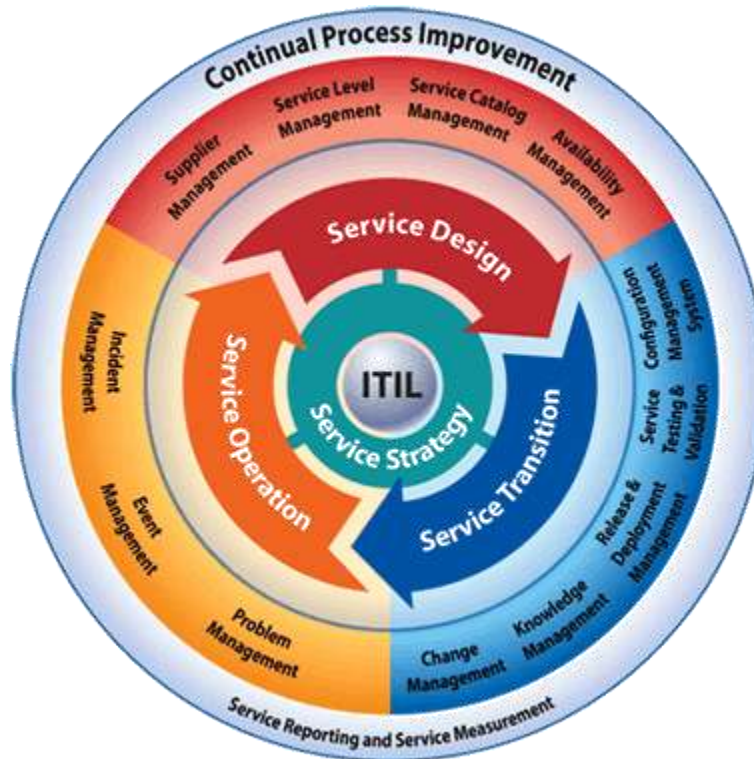 Continual Process Improvement
Supplier
Management
Service Level
Management
Service Catalog
Management
Availability
Management
Service Design
Configuration
Management
System
Service
Testing &
Validation
Release &
Deployment
Management
Knowledge
Management
Change
Management
Service Transition
Incident
Management
Event
Management
Problem
Management
Service Operation
ITIL
Service Strategy
Service Reporting and Service Measurement